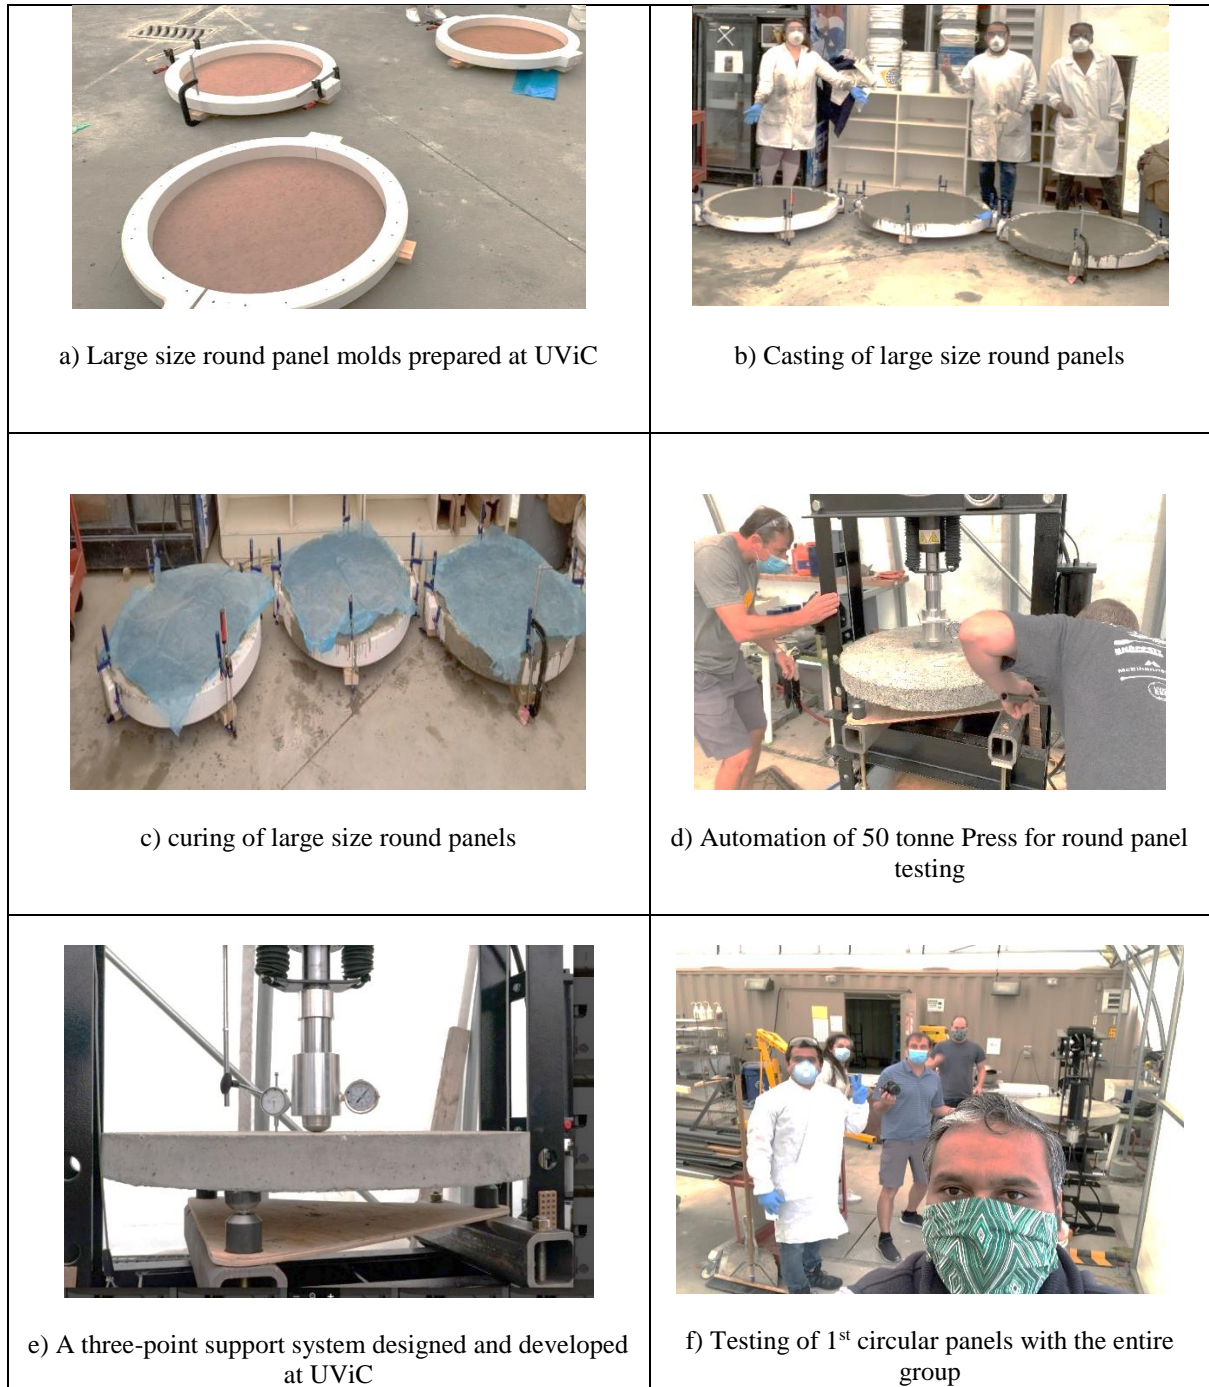 a) Large size round panel molds prepared at UViC
b) Casting of large size round panels
c) curing of large size round panels
d) Automation of 50 tonne Press for round panel
testing
e) A three-point support system designed and developed
at UViC
f) Testing of 1st circular panels with the entire
group